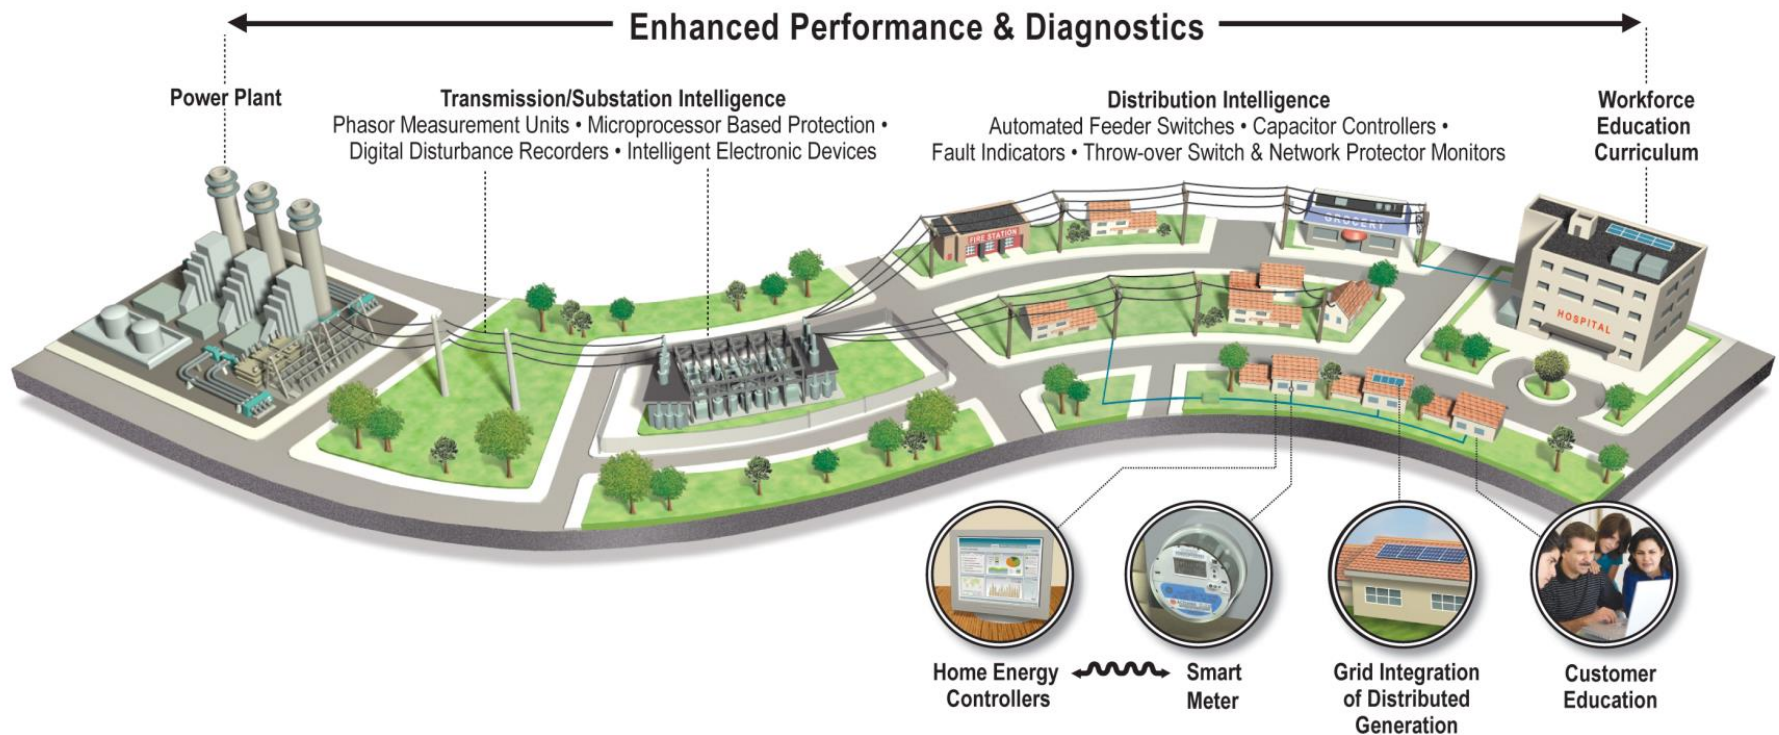 Enhanced Performance & Diagnostics
Power Plant
Transmission/Substation Intelligence
Phasor Measurement Units • Microprocessor Based Protection •
Digital Disturbance Recorders • Intelligent Electronic Devices
Distribution Intelligence
Automated Feeder Switches • Capacitor Controllers •
Fault Indicators • Throw-over Switch & Network Protector Monitors
Workforce
Education
Curriculum
FIRE STATION
GROCERY
HOSPITAL
Home Energy
Controllers
Smart
Meter
Grid Integration
of Distributed
Generation
Customer
Education